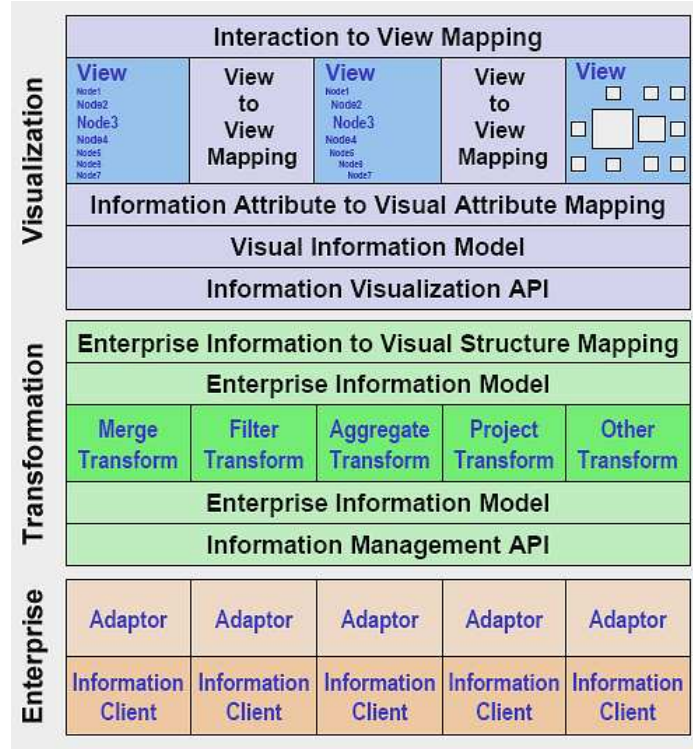 Visualization
Interaction to View Mapping
View
Node1
Node2
Node3
Node4
Node5
Node6
Node7
View
to
View
Mapping
View
Node1
Node2
Node3
Node4
Node5
Node6
Node7
View
to
View
Mapping
View
Information Attribute to Visual Attribute Mapping
Visual Information Model
Information Visualization API
Transformation
Enterprise Information to Visual Structure Mapping
Enterprise Information Model
Merge
Transform
Filter
Transform
Aggregate
Transform
Project
Transform
Other
Transform
Enterprise Information Model
Information Management API
Enterprise
Adaptor
Adaptor
Adaptor
Adaptor
Adaptor
Information
Client
Information
Client
Information
Client
Information
Client
Information
Client